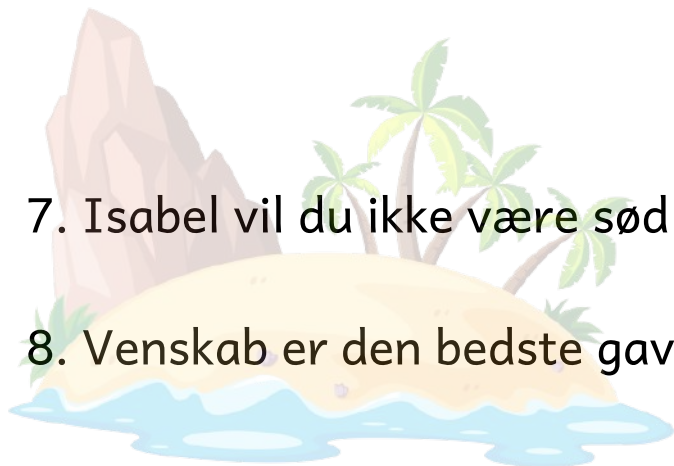 7. Isabel vil du ikke være sød
8. Venskab er den bedste gav